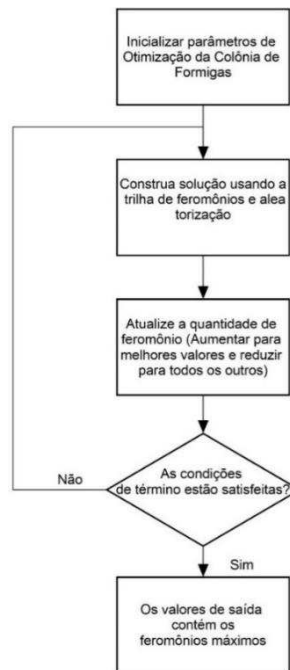 Inicializar parâmetros de
Otimização da Colônia de
Formigas
Construa solução usando a
trilha de feromônios e alea
torização
Atualize a quantidade de
feromônio (Aumentar para
melhores valores e reduzir
para todos os outros)
As condições
de término estão satisfeitas?
Não
Sim
Os valores de saída
contém os
feromônios máximos